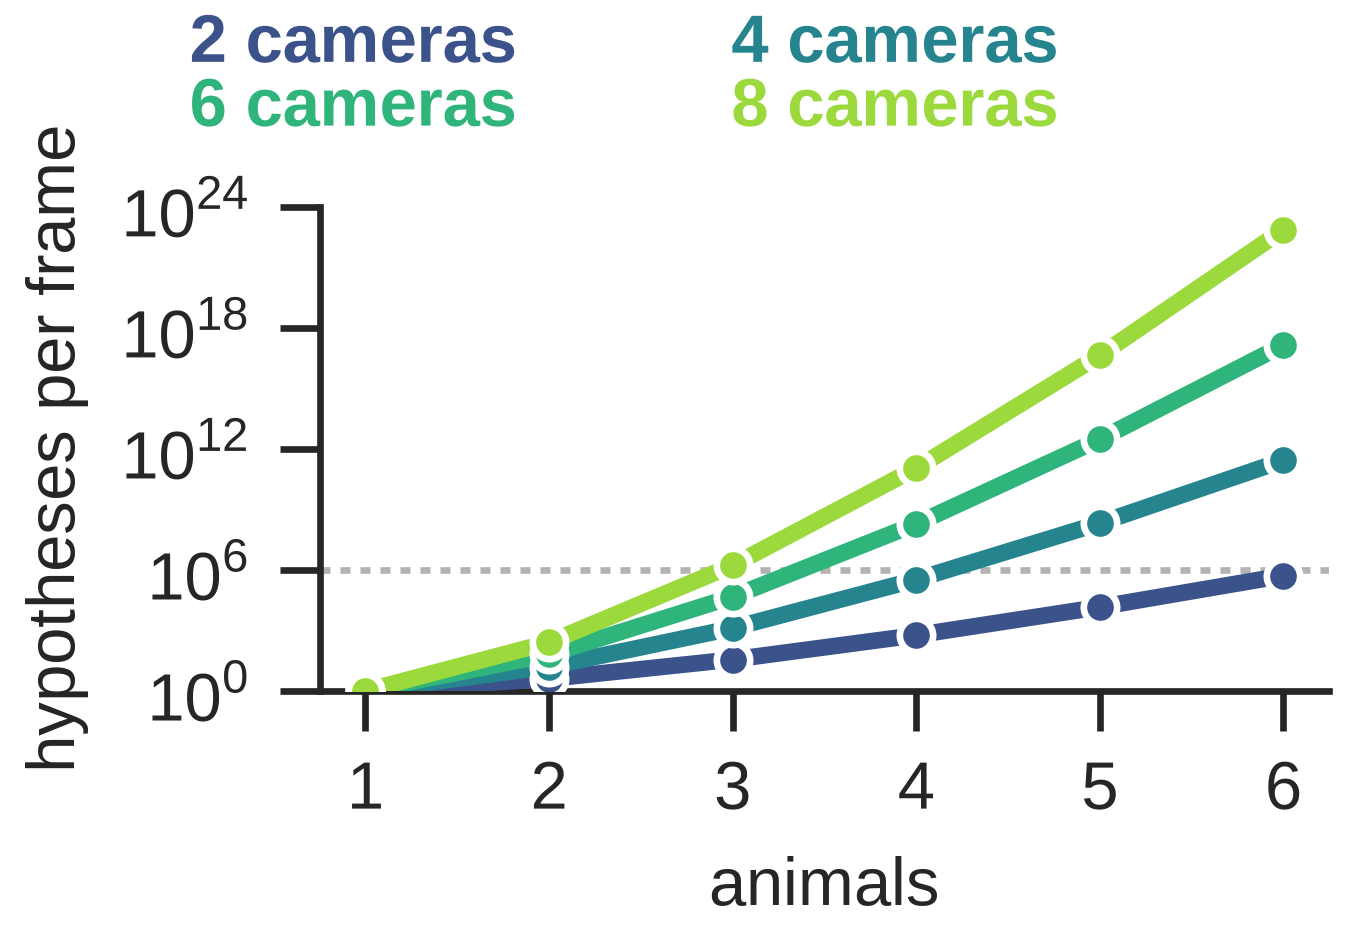 2 cameras 4 cameras
6 cameras 8 cameras
hypotheses per frame
10^24
10^18
10^12
10^6
10^0
1 2 3 4 5 6
animals